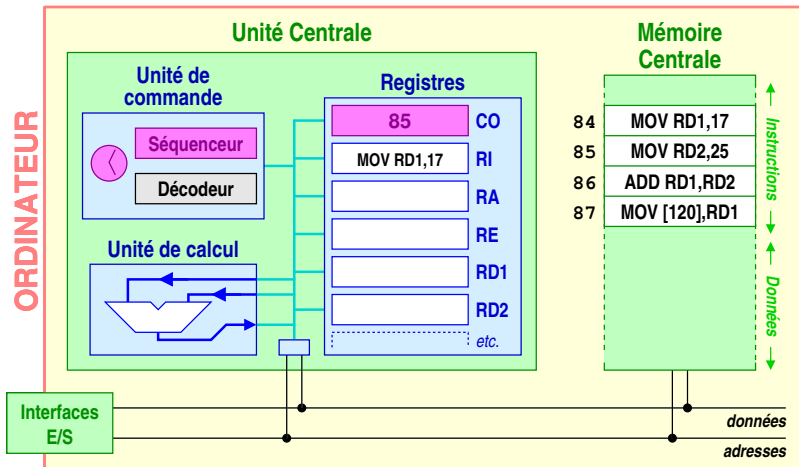 ORDINATEUR
Unité Centrale
Unité de
commande
Séquenceur
Décodeur
Unité de calcul
Registres
85 CO
MOV RD1,17 RI
RA
RE
RD1
RD2
etc.
Mémoire
Centrale
84 MOV RD1,17
85 MOV RD2,25
86 ADD RD1,RD2
87 MOV [120],RD1
Instructions
Données
Interfaces
E/S
données
adresses